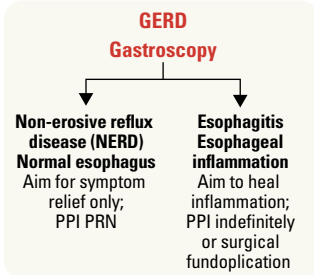 GERD
Gastroscopy
Non-erosive reflux
disease (NERD)
Normal esophagus
Aim for symptom
relief only;
PPI PRN
Esophagitis
Esophageal
inflammation
Aim to heal
inflammation;
PPI indefinitely
or surgical
fundoplication